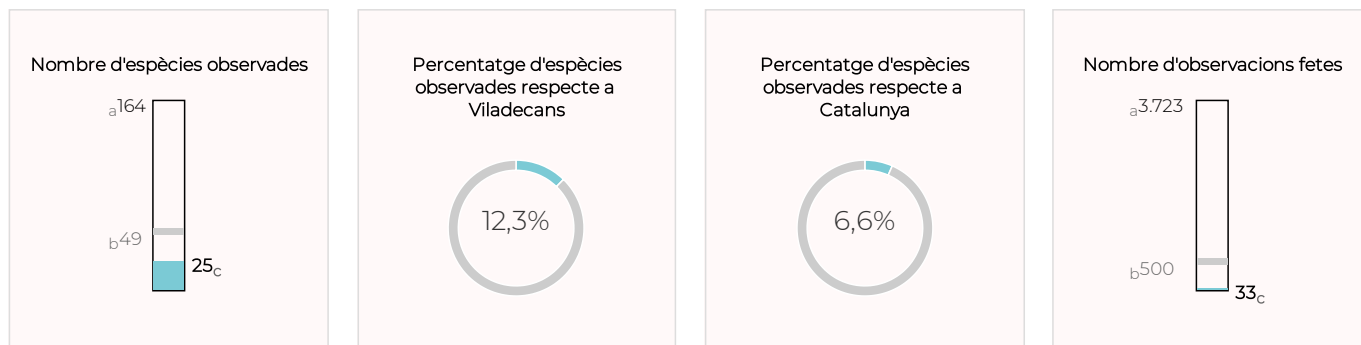 Nombre d'espècies observades
a164
b49
25c
Percentatge d'espècies
observades respecte a
Viladecans
12,3%
Percentatge d'espècies
observades respecte a
Catalunya
6,6%
Nombre d'observacions fetes
a3.723
b500
33c